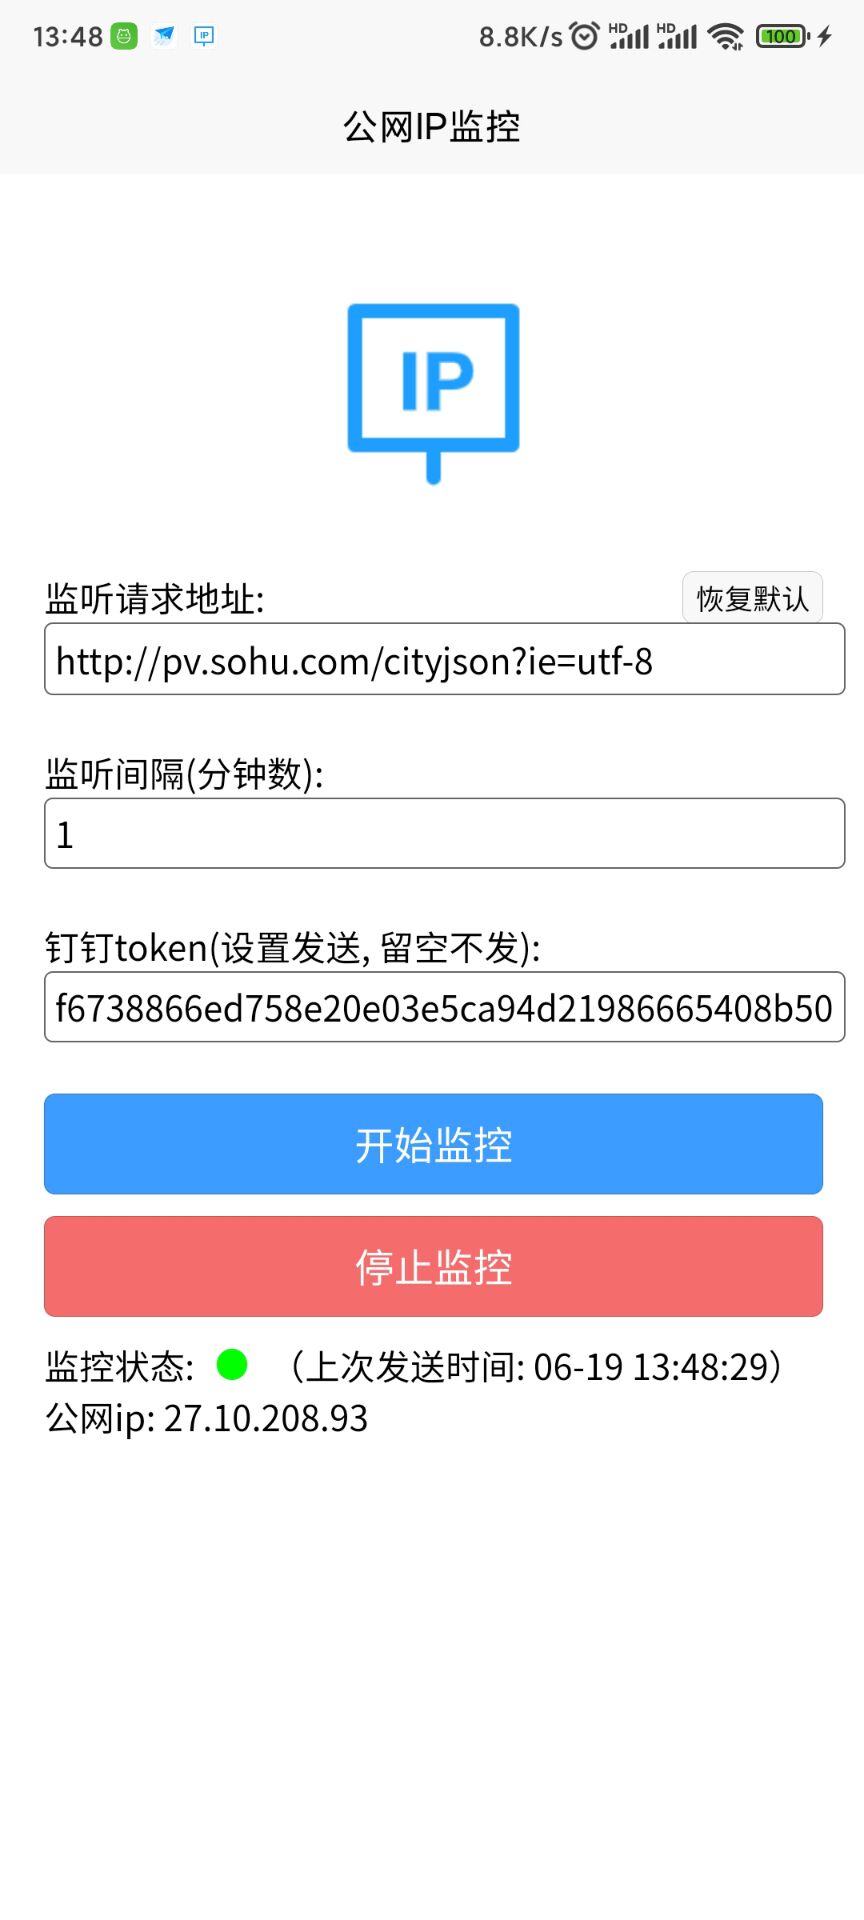 13:48 IP 8.8K/s HD HD 100
公网IP监控
IP
监听请求地址:
恢复默认
http://pv.sohu.com/cityjson?ie=utf-8
监听间隔(分钟数):
1
钉钉token(设置发送, 留空不发):
f6738866ed758e20e03e5ca94d21986665408b50
开始监控
停止监控
监控状态: （上次发送时间: 06-19 13:48:29）
公网ip: 27.10.208.93